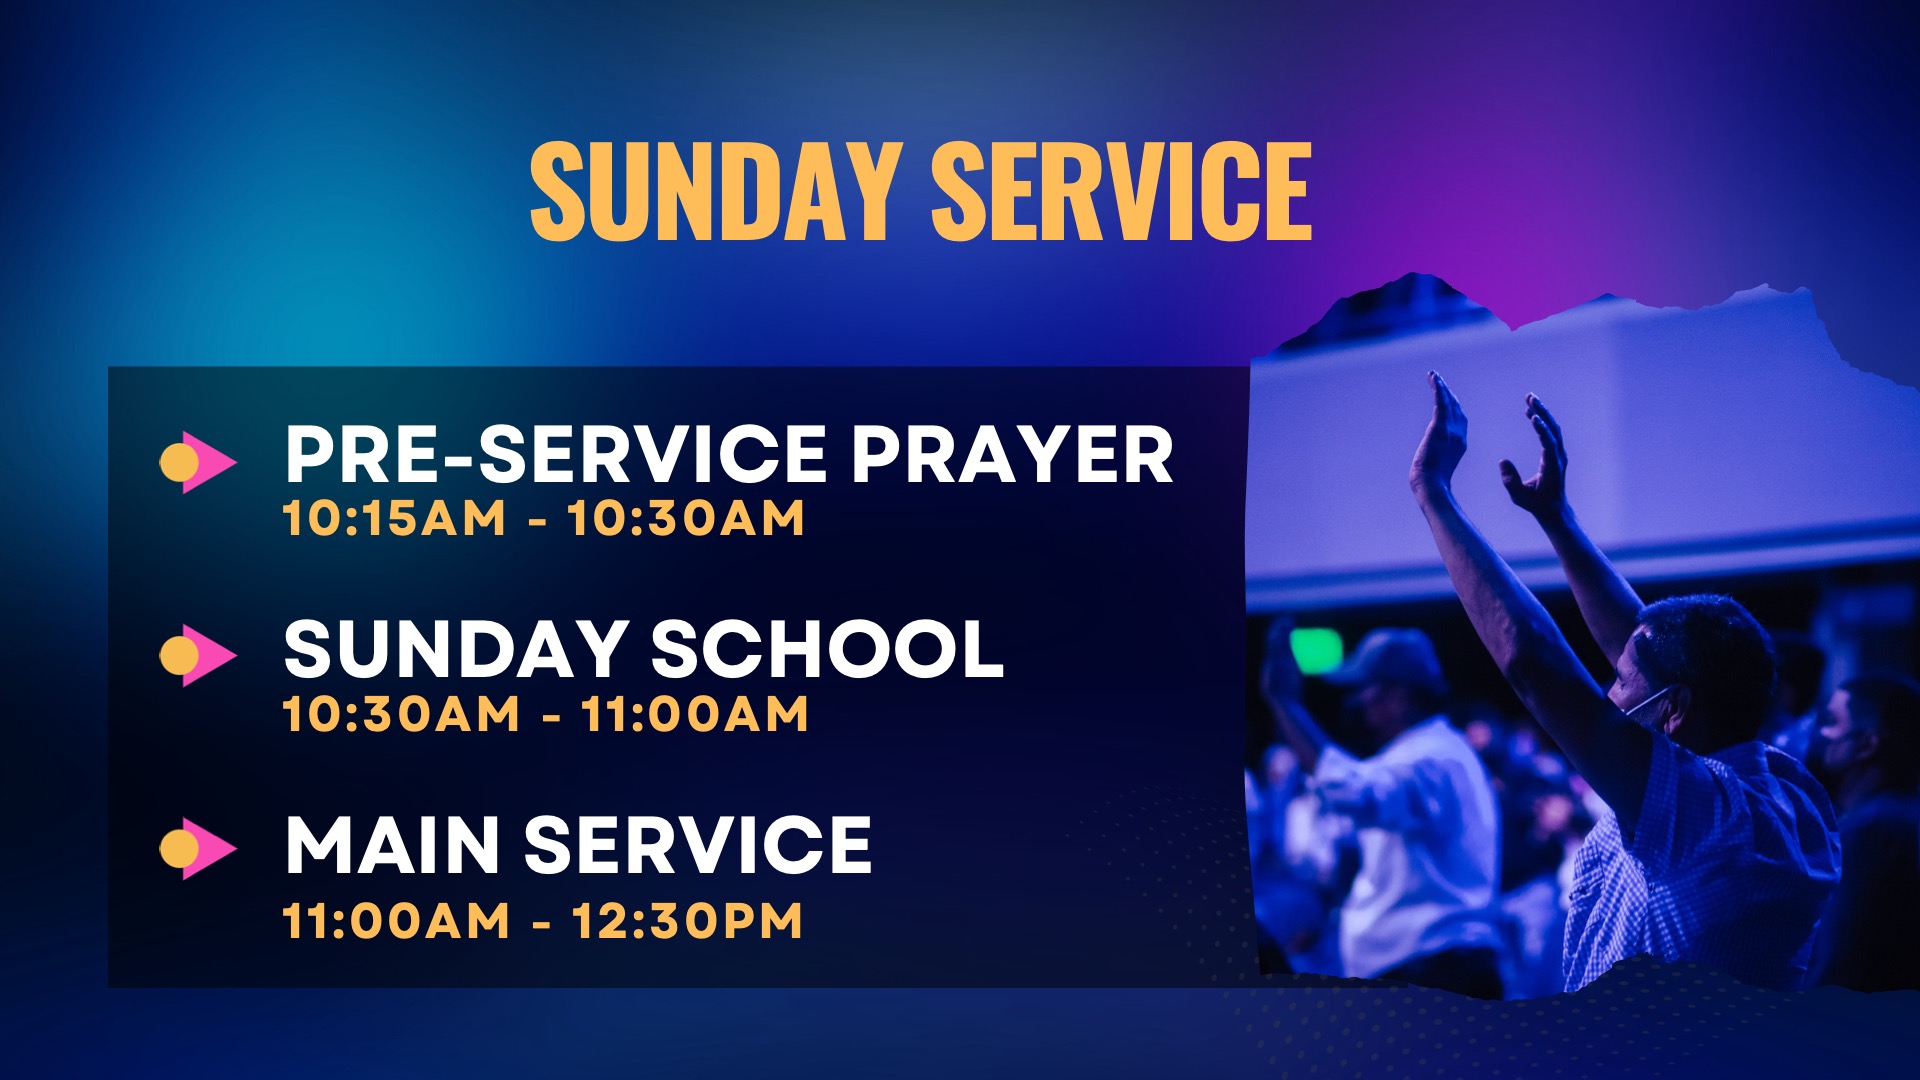 SUNDAY SERVICE
PRE-SERVICE PRAYER
10:15AM - 10:30AM
SUNDAY SCHOOL
10:30AM - 11:00AM
MAIN SERVICE
11:00AM - 12:30PM